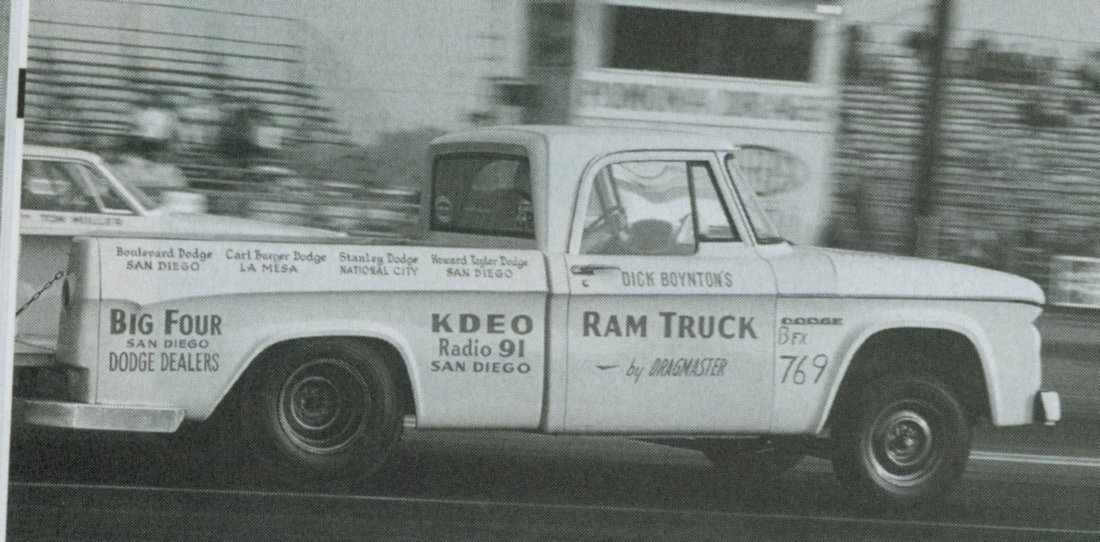 Boulevard Dodge
SAN DIEGO
Carl Burger Dodge
LA MESA
Stanley Dodge
NATIONAL CITY
Howard Taylor Dodge
SAN DIEGO
DICK BOYNTON'S
BIG FOUR
SAN DIEGO
DODGE DEALERS
KDEO
Radio 91
SAN DIEGO
RAM TRUCK
by DRAGMASTER
DODGE
BFX
769